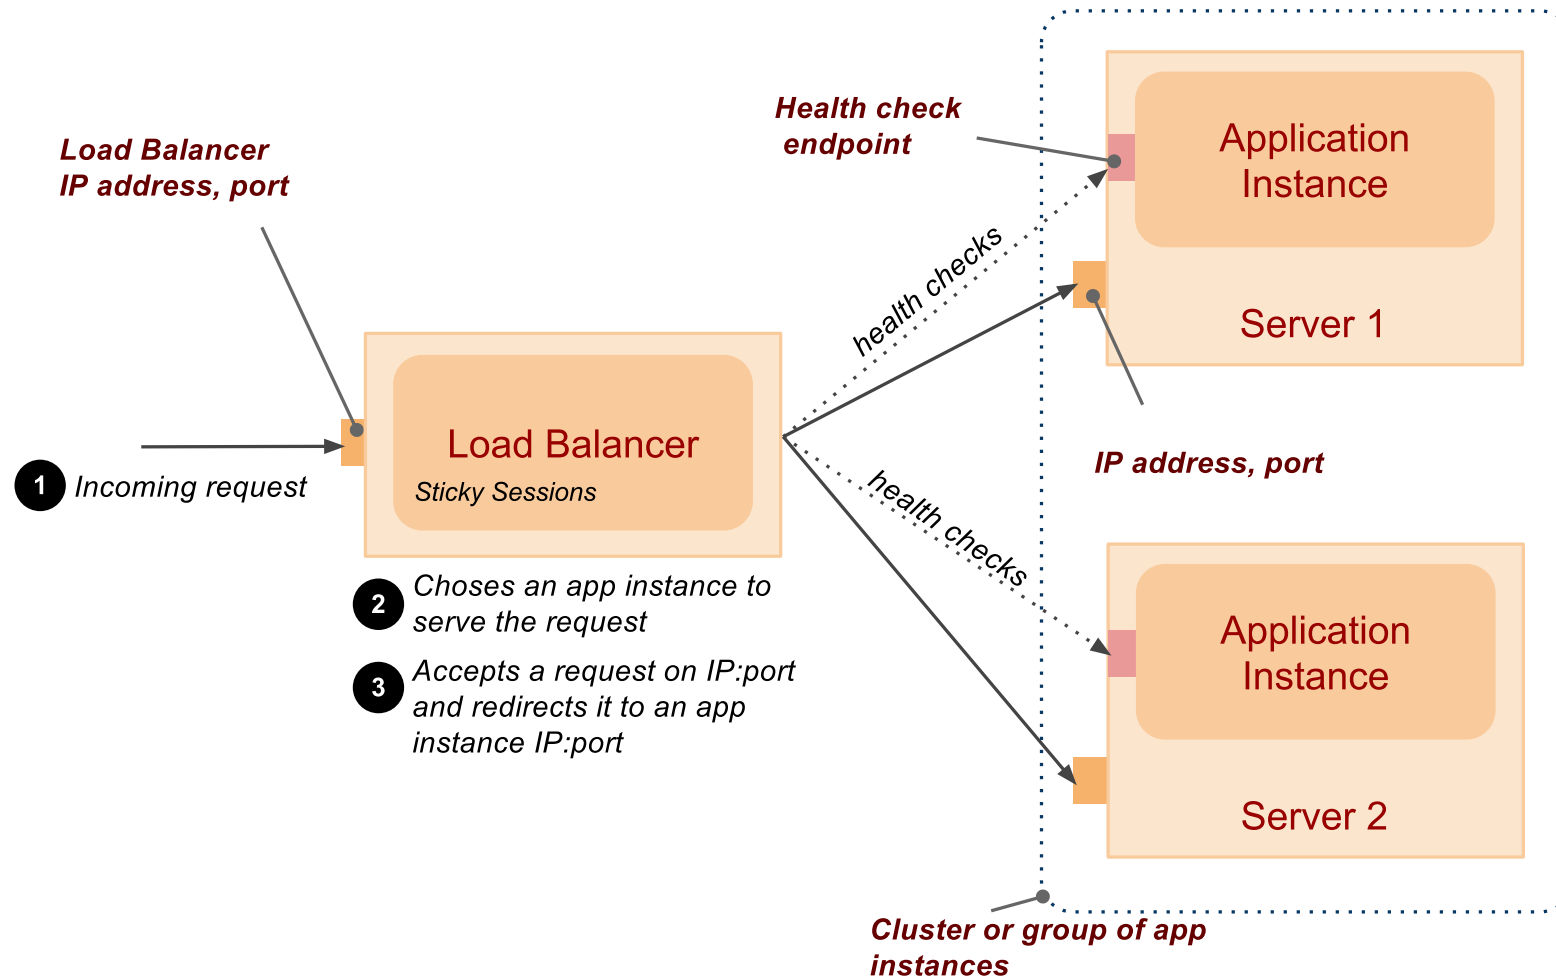 Load Balancer
IP address, port
1
Incoming request
Load Balancer
Sticky Sessions
2
Choses an app instance to
serve the request
3
Accepts a request on IP:port
and redirects it to an app
instance IP:port
health checks
health checks
Health check
endpoint
Application
Instance
Server 1
IP address, port
Application
Instance
Server 2
Cluster or group of app
instances